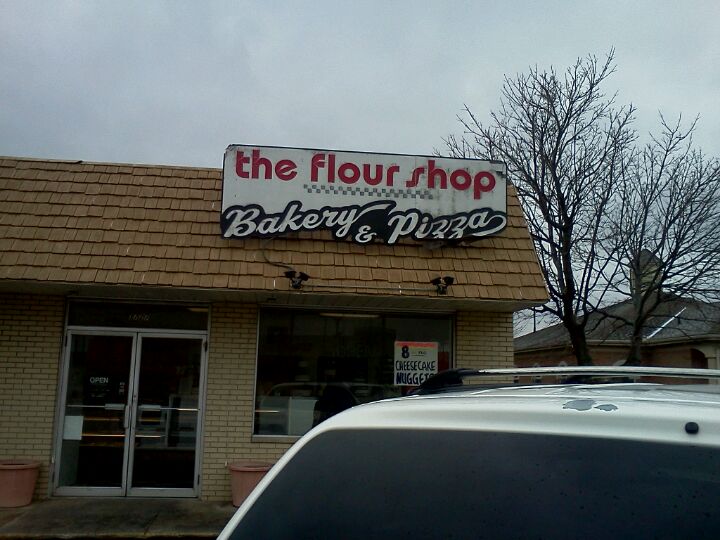 the flour shop
Bakery & Pizza
OPEN
8
CHEESECAKE
NUGGETS